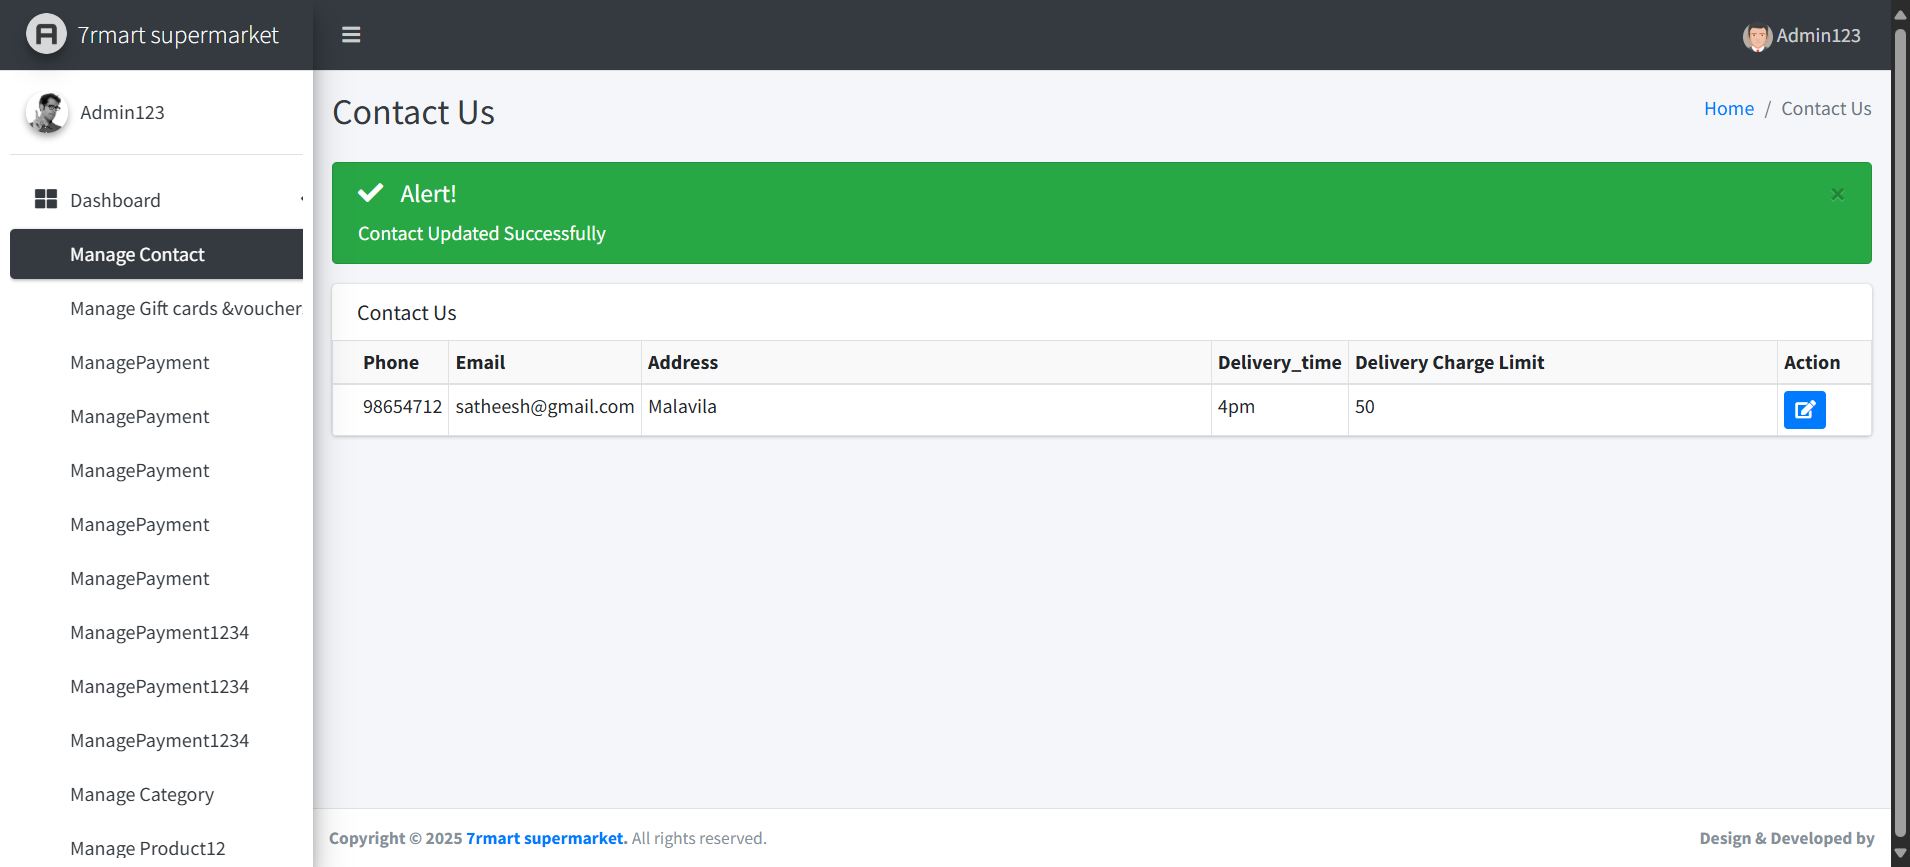 7rmart supermarket
Admin123
Admin123
Dashboard
Manage Contact
Manage Gift cards &voucher
ManagePayment
ManagePayment
ManagePayment
ManagePayment
ManagePayment
ManagePayment1234
ManagePayment1234
ManagePayment1234
Manage Category
Manage Product12
Contact Us
Home / Contact Us
Alert!
×
Contact Updated Successfully
Contact Us
Phone Email Address Delivery_time Delivery Charge Limit Action
98654712 satheesh@gmail.com Malavila 4pm 50
Copyright © 2025 7rmart supermarket. All rights reserved.
Design & Developed by